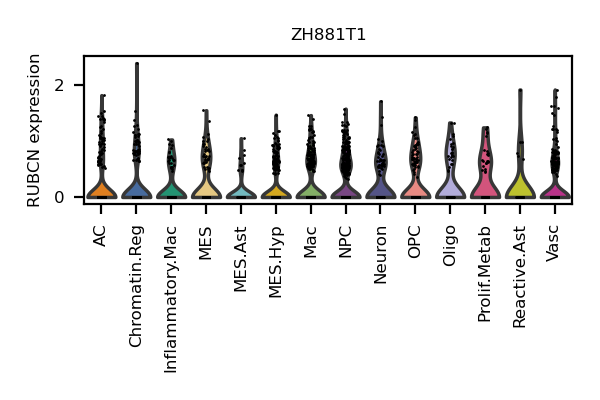 ZH881T1
RUBCN expression
2
0
AC
Chromatin.Reg
Inflammatory.Mac
MES
MES.Ast
MES.Hyp
Mac
NPC
Neuron
OPC
Oligo
Prolif.Metab
Reactive.Ast
Vasc